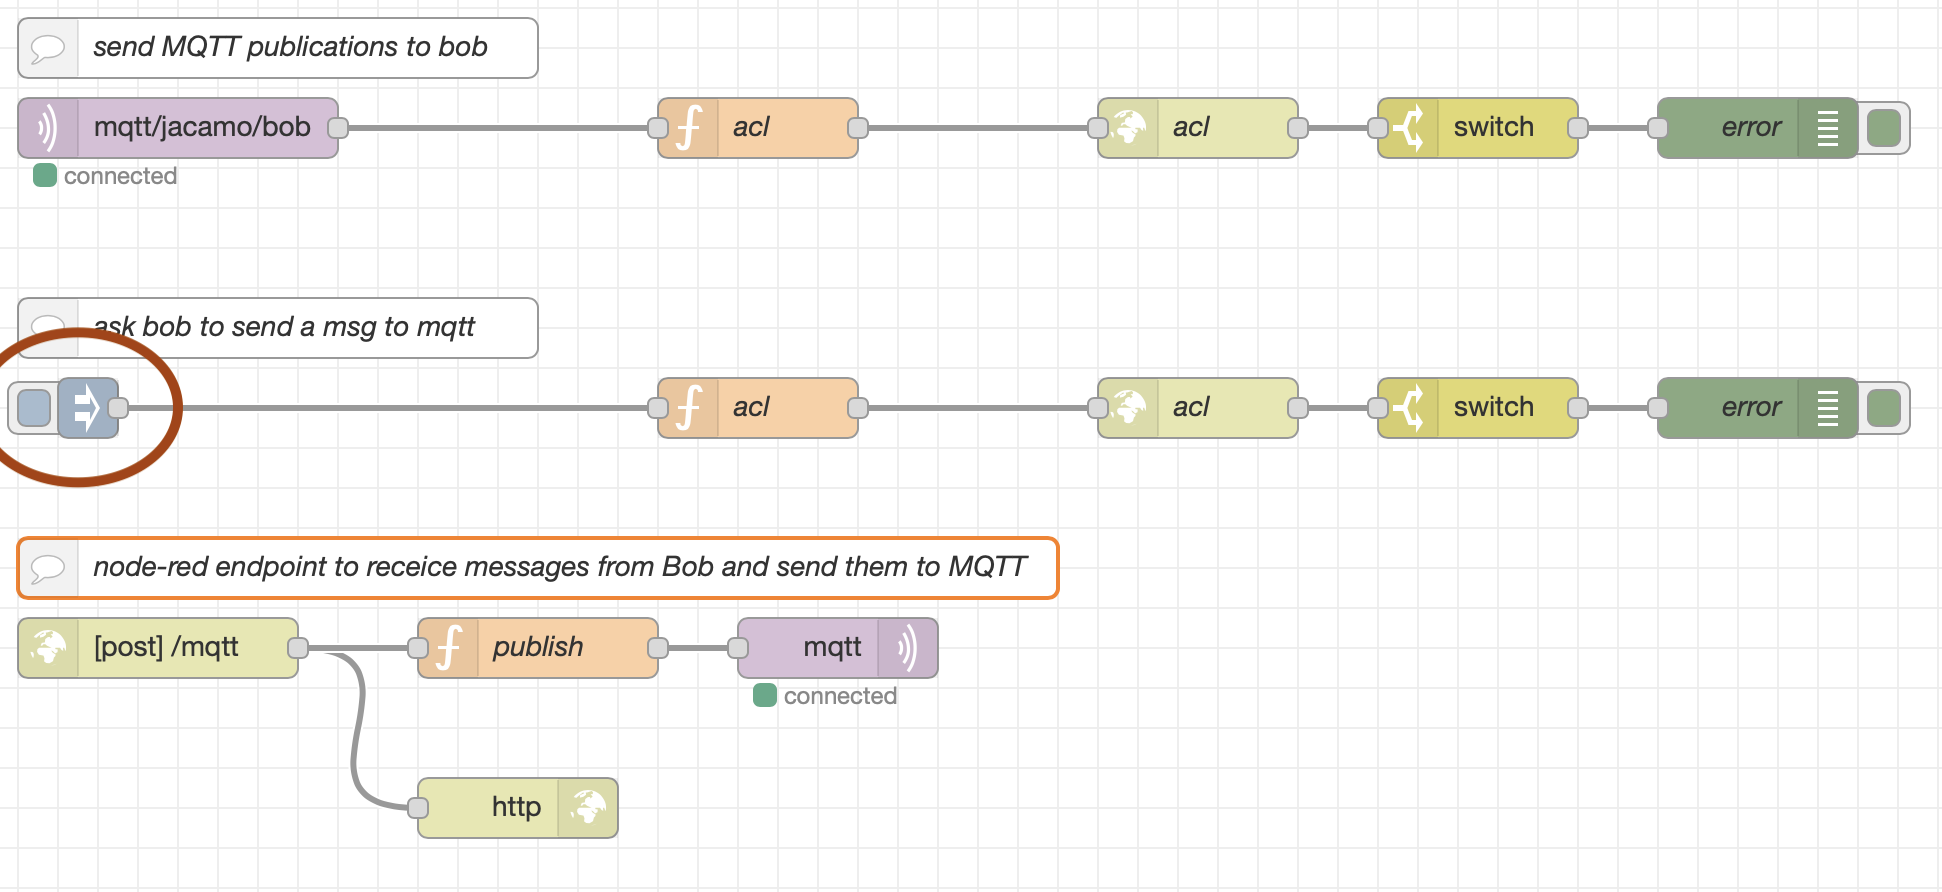 send MQTT publications to bob
mqtt/jacamo/bob
acl
acl
switch
error
connected
ask bob to send a msg to mqtt
acl
acl
switch
error
node-red endpoint to receice messages from Bob and send them to MQTT
[post] /mqtt
publish
mqtt
connected
http